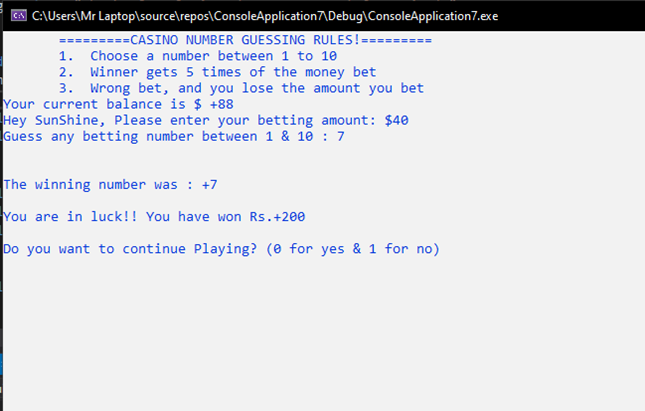 C:\Users\Mr Laptop\source\repos\ConsoleApplication7\Debug\ConsoleApplication7.exe
=========CASINO NUMBER GUESSING RULES!=========
1. Choose a number between 1 to 10
2. Winner gets 5 times of the money bet
3. Wrong bet, and you lose the amount you bet
Your current balance is $ +88
Hey SunShine, Please enter your betting amount: $40
Guess any betting number between 1 & 10 : 7
The winning number was : +7
You are in luck!! You have won Rs.+200
Do you want to continue Playing? (0 for yes & 1 for no)